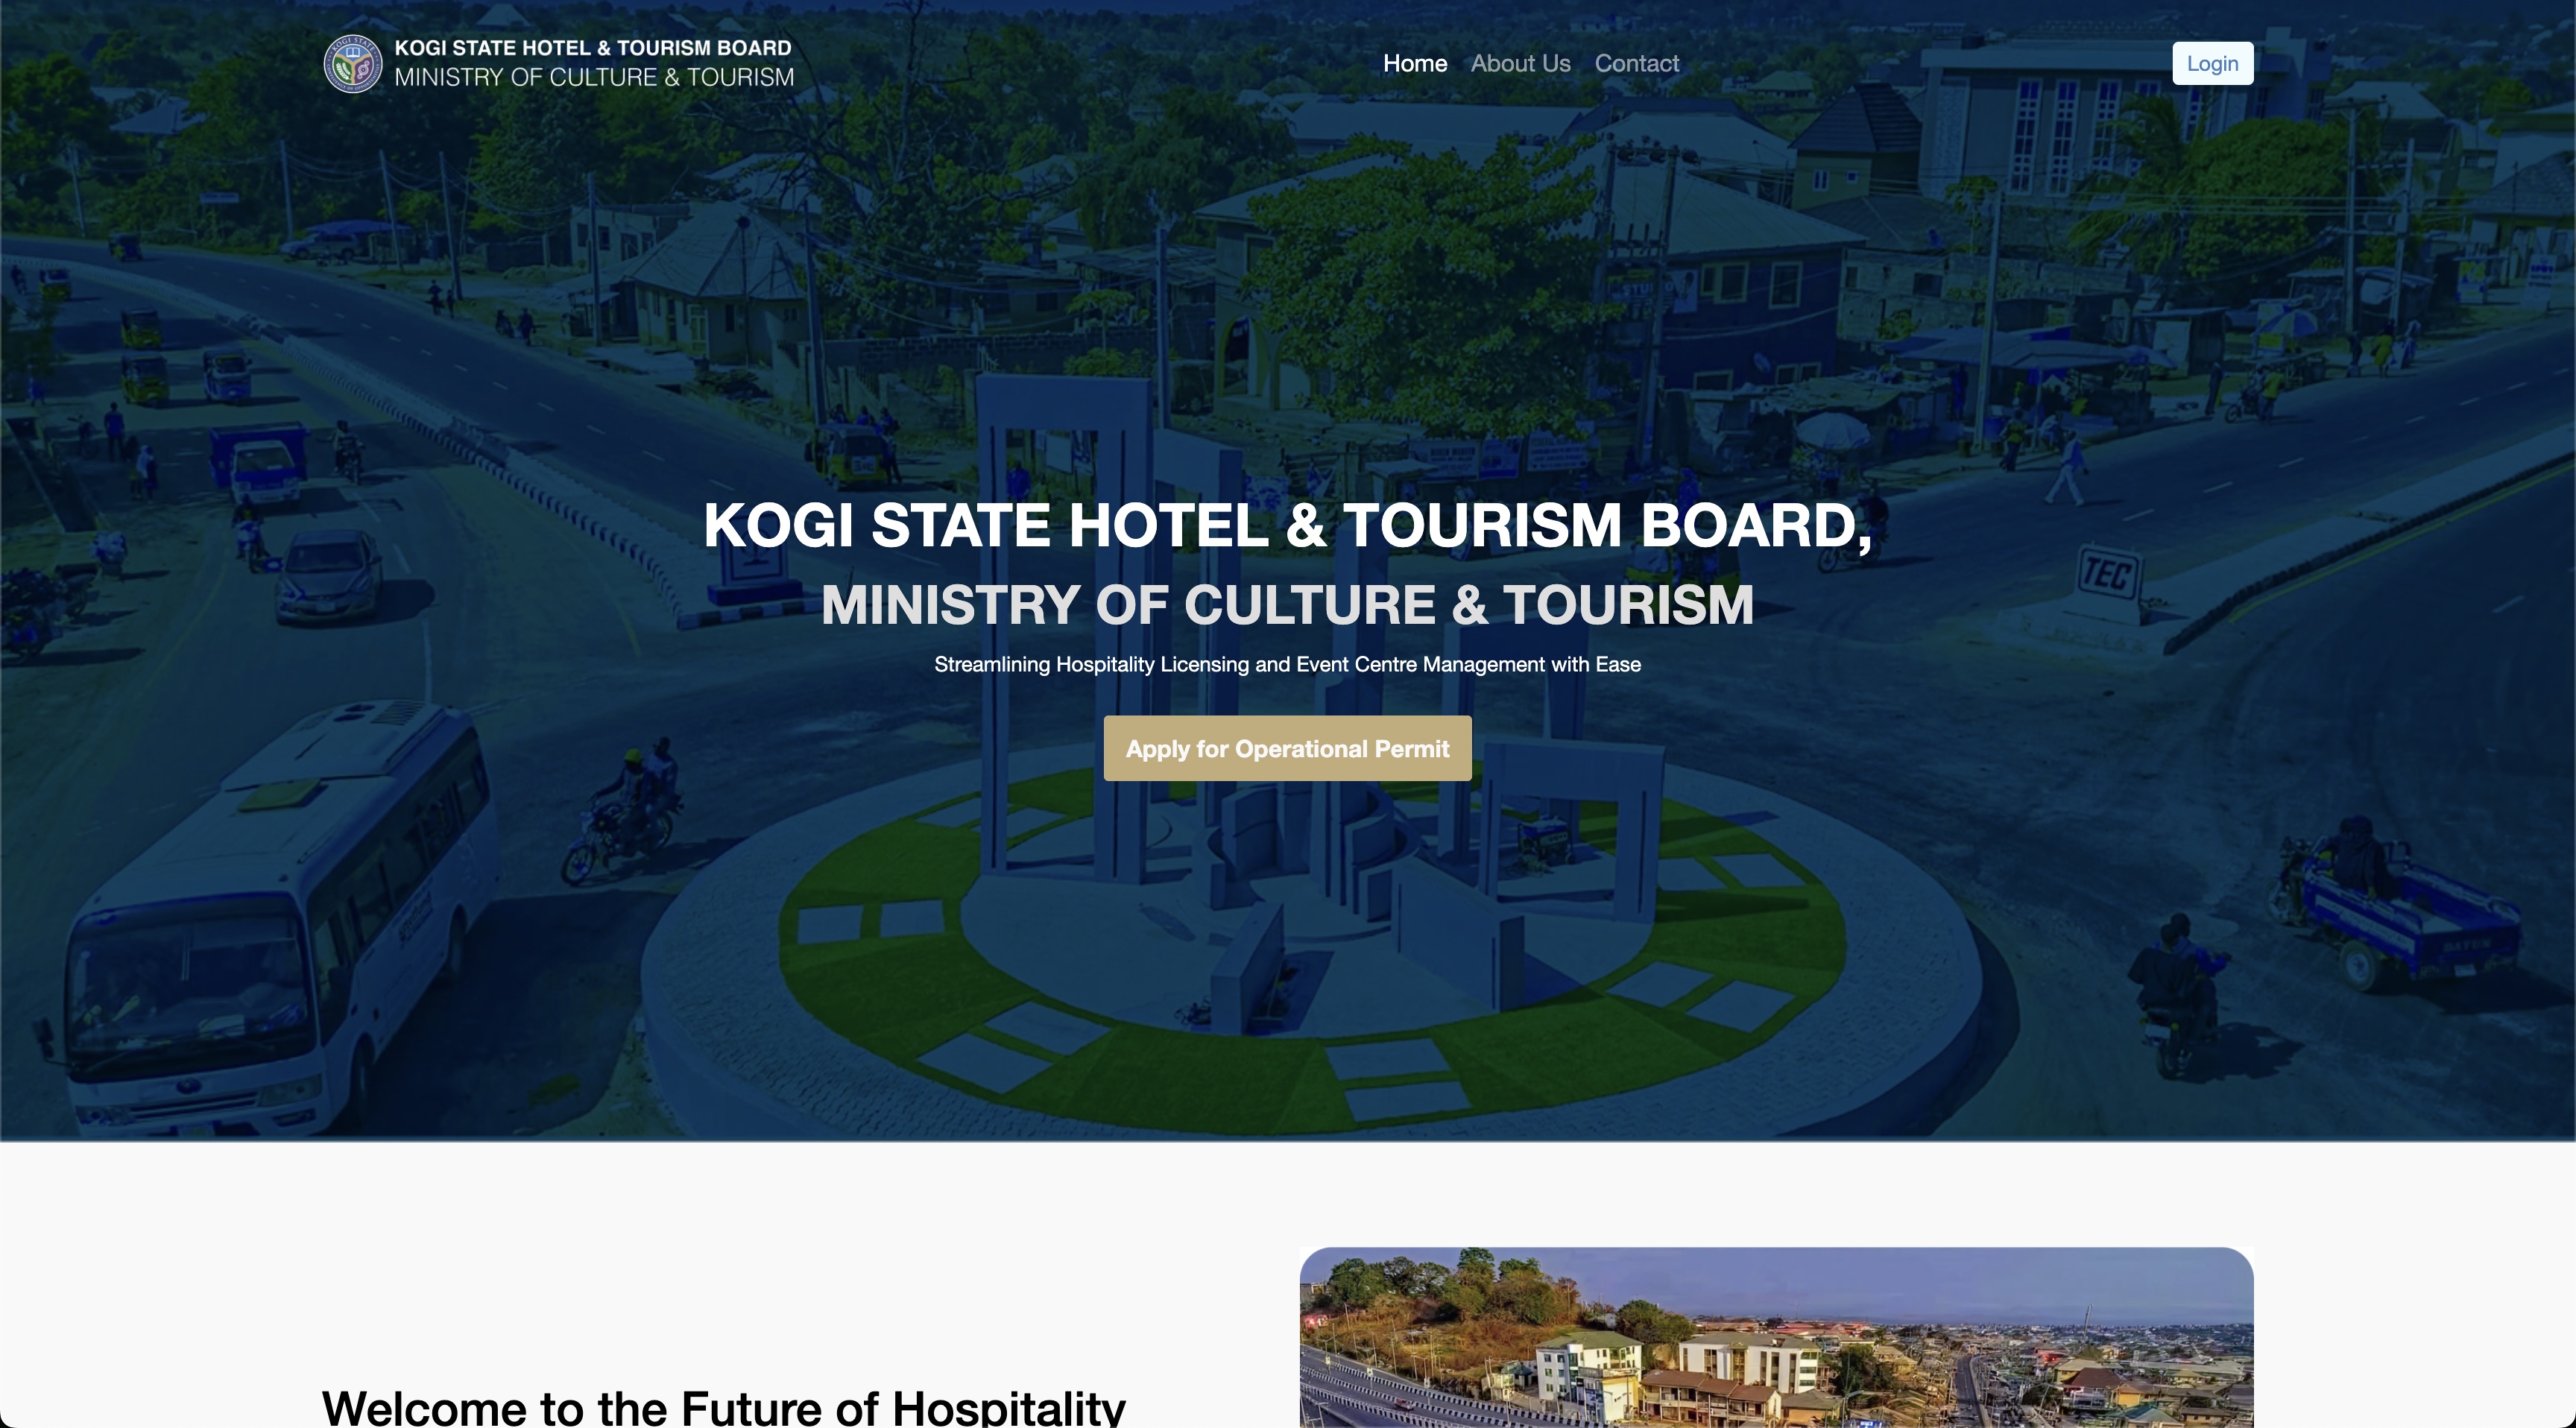 KOGI STATE HOTEL & TOURISM BOARD
MINISTRY OF CULTURE & TOURISM
Home About Us Contact
Login
KOGI STATE HOTEL & TOURISM BOARD,
MINISTRY OF CULTURE & TOURISM
TEC
Streamlining Hospitality Licensing and Event Centre Management with Ease
Apply for Operational Permit
DAYUN
Welcome to the Future of Hospitality